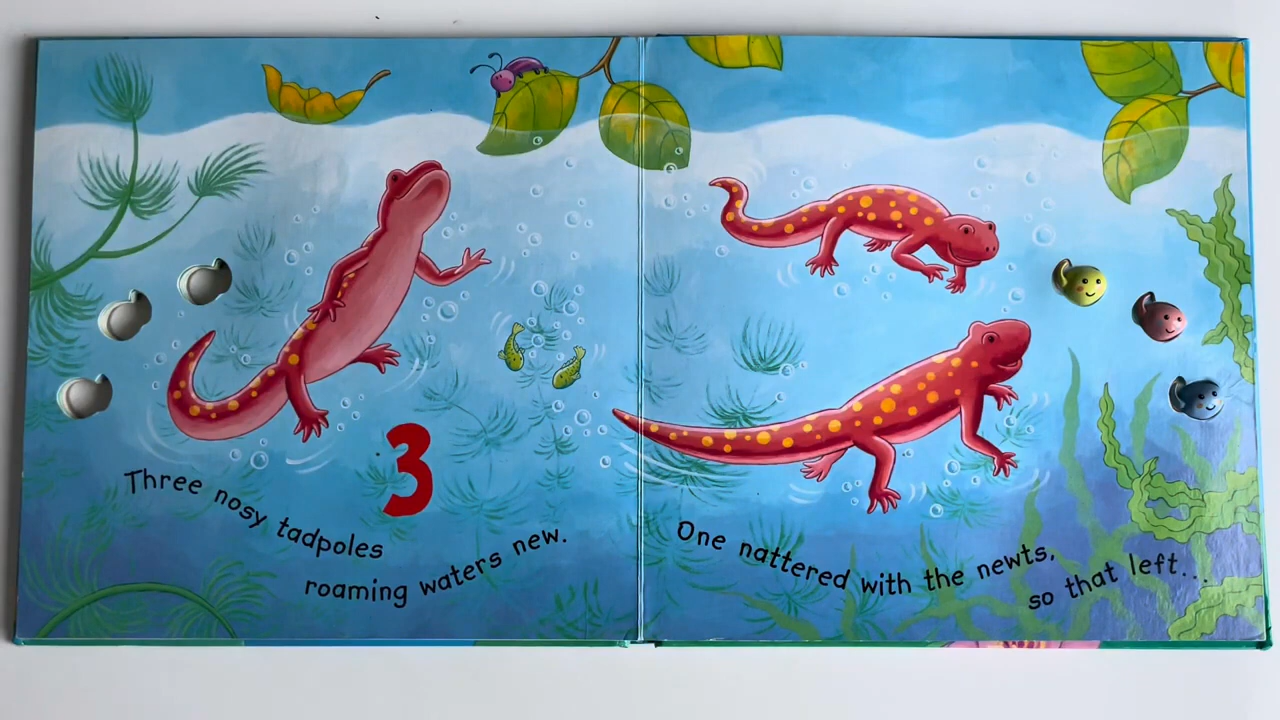 Three nosy tadpoles
roaming waters new.
3
One nattered with the newts,
so that left...